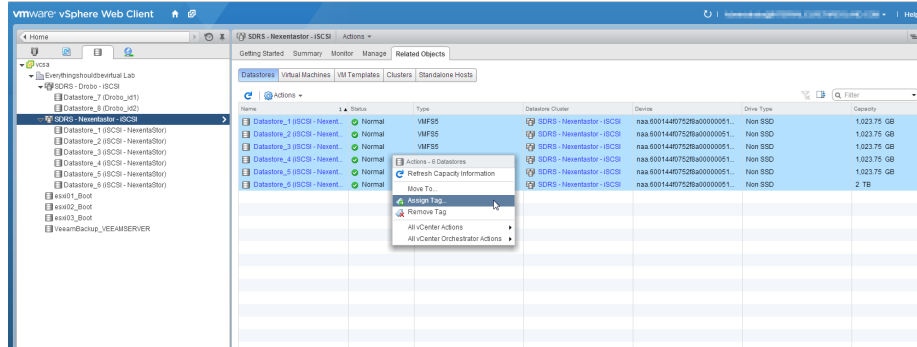 vmware® vSphere Web Client
Help
Home
SDRS - Nexentastor - iSCSI Actions
Getting Started Summary Monitor Manage Related Objects
vcsa
Everythingshouldbevirtual Lab
SDRS - Drobo - iSCSI
Datastore_7 (Drobo_id1)
Datastore_8 (Drobo_id2)
SDRS - Nexentastor - iSCSI
Datastore_1 (iSCSI - NexentaStor)
Datastore_2 (iSCSI - NexentaStor)
Datastore_3 (iSCSI - NexentaStor)
Datastore_4 (iSCSI - NexentaStor)
Datastore_5 (iSCSI - NexentaStor)
Datastore_6 (iSCSI - NexentaStor)
esxi01_Boot
esxi02_Boot
esxi03_Boot
VeeamBackup_VEEAMSERVER
Datastores Virtual Machines VM Templates Clusters Standalone Hosts
Actions
Filter
Name 1 Status Type Datastore Cluster Device Drive Type Capacity
Datastore_1 (iSCSI - Nexent... Normal VMFS5 SDRS - Nexentastor - iSCSI naa.600144f0752f8a00000051... Non SSD 1,023.75 GB
Datastore_2 (iSCSI - Nexent... Normal VMFS5 SDRS - Nexentastor - iSCSI naa.600144f0752f8a00000051... Non SSD 1,023.75 GB
Datastore_3 (iSCSI - Nexent... Normal VMFS5 SDRS - Nexentastor - iSCSI naa.600144f0752f8a00000051... Non SSD 1,023.75 GB
Datastore_4 (iSCSI - Nexent... Normal SDRS - Nexentastor - iSCSI naa.600144f0752f8a00000051... Non SSD 1,023.75 GB
Datastore_5 (iSCSI - Nexent... Normal SDRS - Nexentastor - iSCSI naa.600144f0752f8a00000051... Non SSD 1,023.75 GB
Datastore_6 (iSCSI - Nexent... Normal SDRS - Nexentastor - iSCSI naa.600144f0752f8a00000051... Non SSD 2 TB
Actions - 6 Datastores
Refresh Capacity Information
Move To...
Assign Tag...
Remove Tag
All vCenter Actions
All vCenter Orchestrator Actions